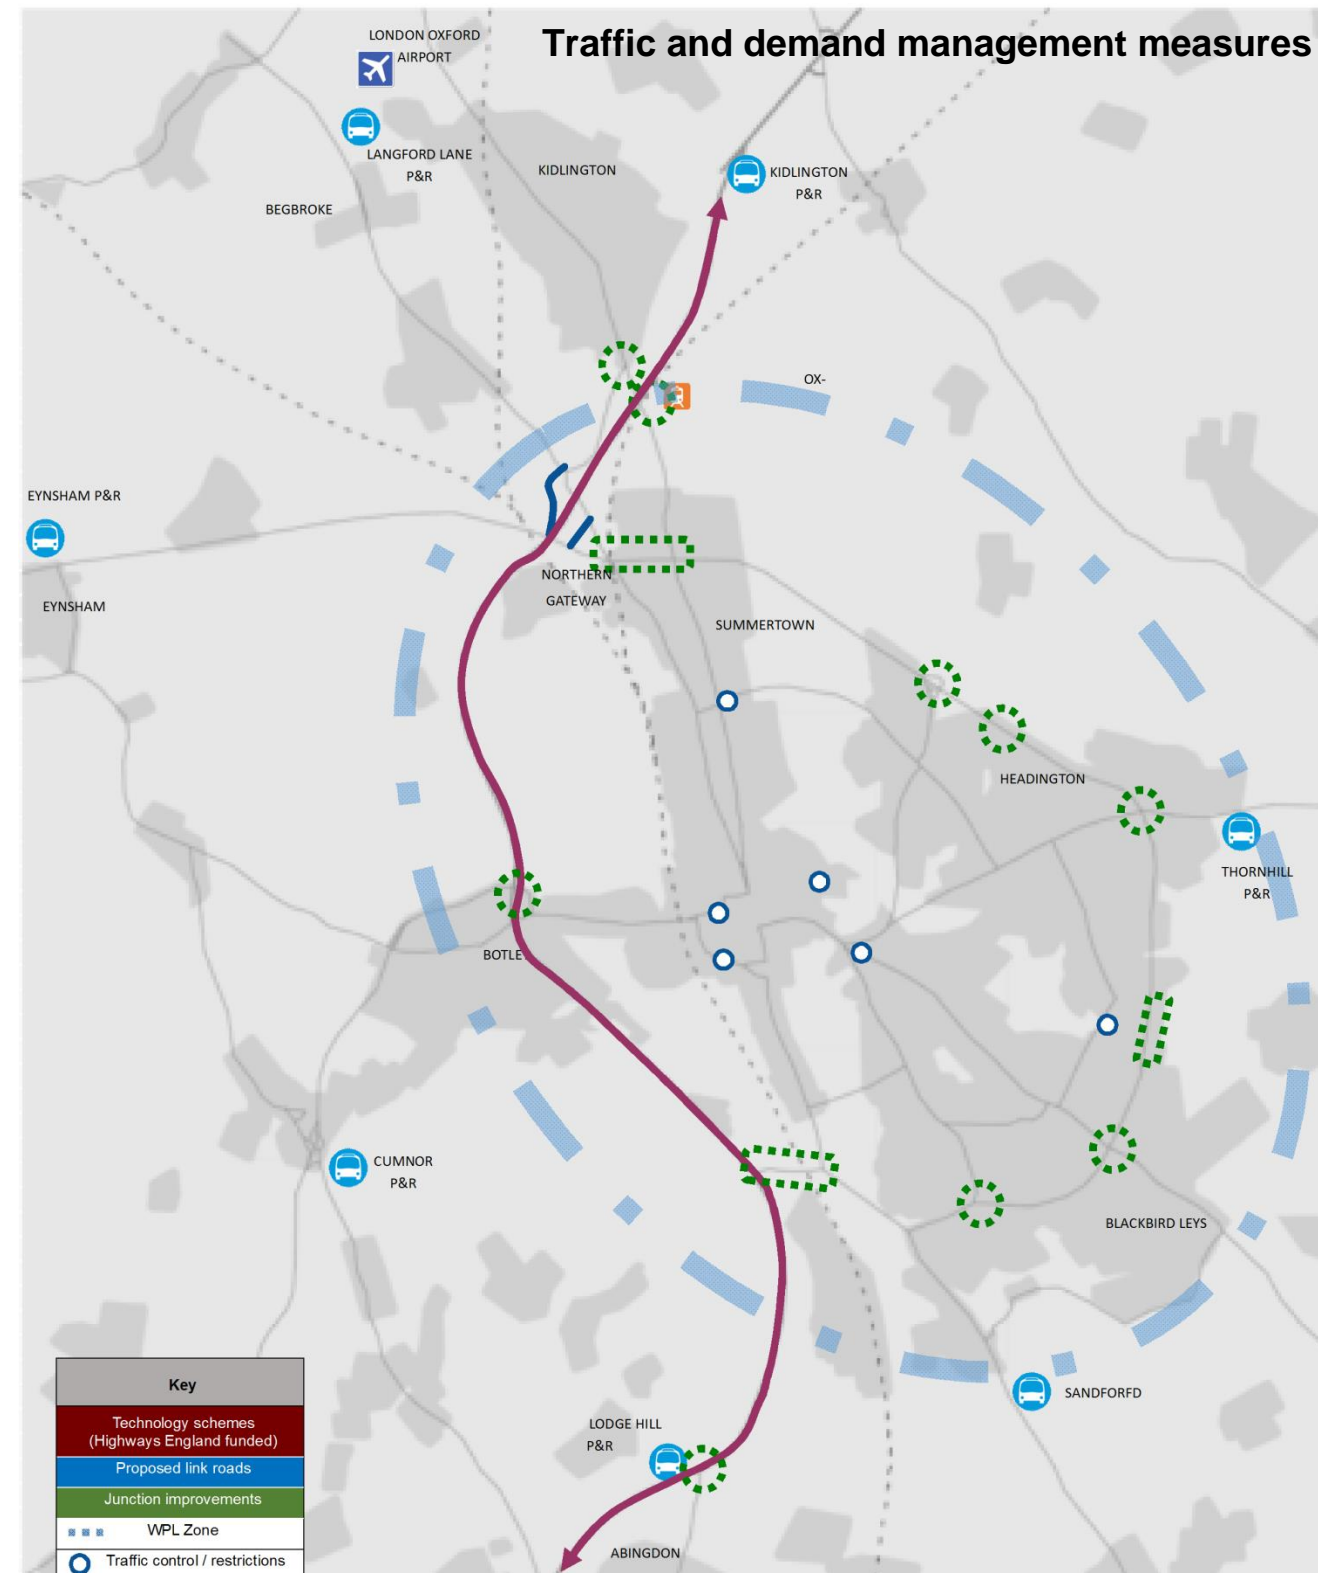 Traffic and demand management measures
LONDON OXFORD
AIRPORT
LANGFORD LANE
P&R
KIDLINGTON
KIDLINGTON
P&R
BEGBROKE
OX-
EYNSHAM P&R
EYNSHAM
NORTHERN
GATEWAY
SUMMERTOWN
HEADINGTON
THORNHILL
P&R
BOTLE
CUMNOR
P&R
BLACKBIRD LEYS
SANDFORFD
LODGE HILL
P&R
ABINGDON
Key
Technology schemes
(Highways England funded)
Proposed link roads
Junction improvements
WPL Zone
Traffic control / restrictions